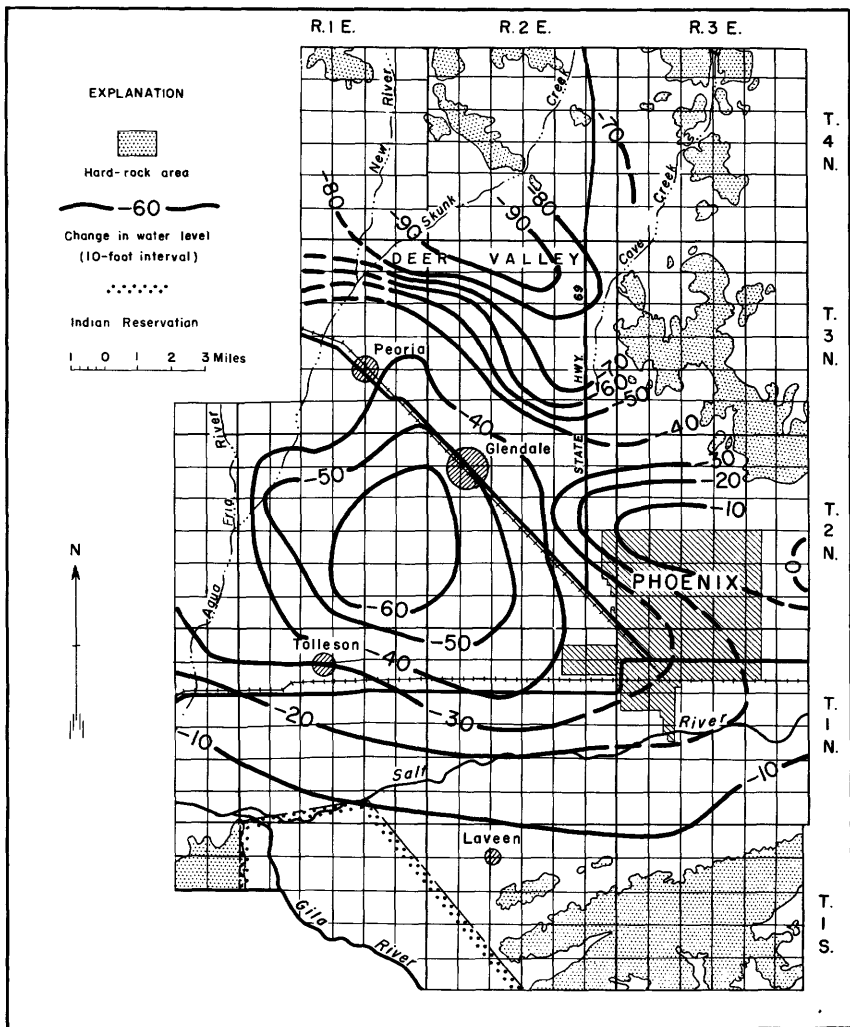 R. 1 E. R. 2 E. R. 3 E.
EXPLANATION
Hard-rock area
-60
Change in water level
(10-foot interval)
Indian Reservation
1 0 1 2 3 Miles
N
T. 4 N.
T. 3 N.
T. 2 N.
T. 1 N.
T. 1 S.
New River
Skunk Creek
Cave Creek
-70
-80
-80
-90
-90
DEER VALLEY
STATE HWY. 69
Peoria
-70
-60
-50
-40
-40
Glendale
-30
-20
-10
0
Agua Fria River
-50
-60
-50
-40
PHOENIX
Tolleson
-30
-20
-10
Salt River
-10
Laveen
Gila River